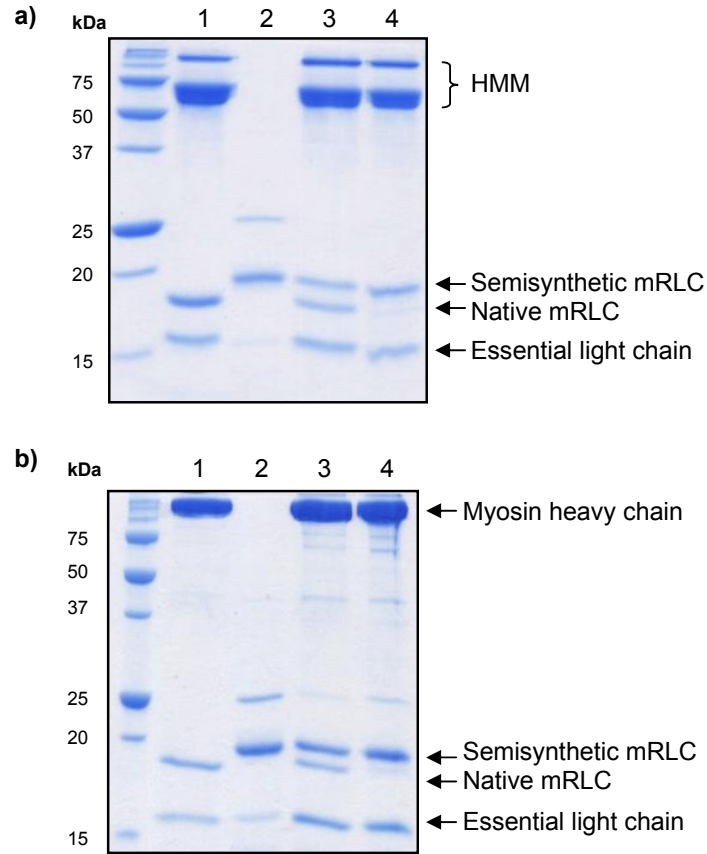 a)
kDa 1 2 3 4
75
HMM
50
37
25
20
Semisynthetic mRLC
Native mRLC
Essential light chain
15
b)
kDa 1 2 3 4
Myosin heavy chain
75
50
37
25
20
Semisynthetic mRLC
Native mRLC
Essential light chain
15